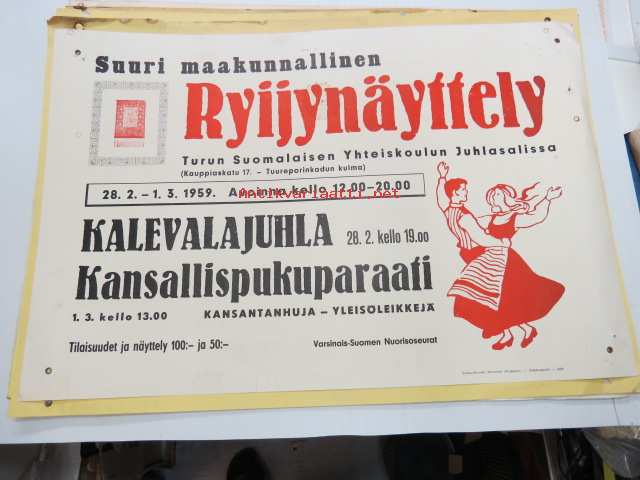 Suuri maakunnallinen
Ryijynäyttely
Turun Suomalaisen Yhteiskoulun Juhlasalissa
(Kauppiaskatu 17. – Tuureporinkadun kulma)
28. 2. – 1. 3. 1959. Avoinna kello 12.00–20.00
antikvariaatti.net
KALEVALAJUHLA 28. 2. kello 19.00
Kansallispukuparaati
1. 3. kello 13.00 KANSANTANHUJA – YLEISÖLEIKKEJÄ
Tilaisuudet ja näyttely 100:– ja 50:– Varsinais-Suomen Nuorisoseurat